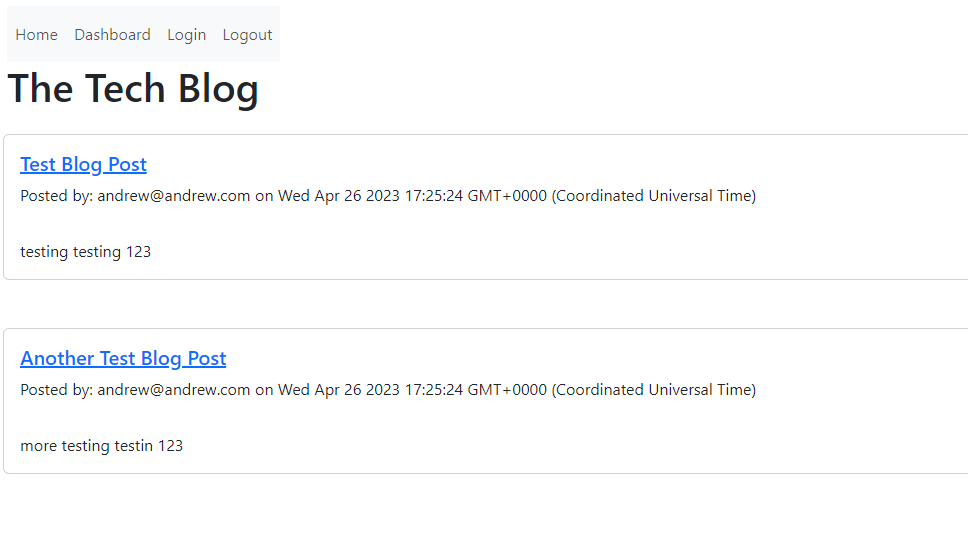 Home Dashboard Login Logout
The Tech Blog
Test Blog Post
Posted by: andrew@andrew.com on Wed Apr 26 2023 17:25:24 GMT+0000 (Coordinated Universal Time)
testing testing 123
Another Test Blog Post
Posted by: andrew@andrew.com on Wed Apr 26 2023 17:25:24 GMT+0000 (Coordinated Universal Time)
more testing testin 123